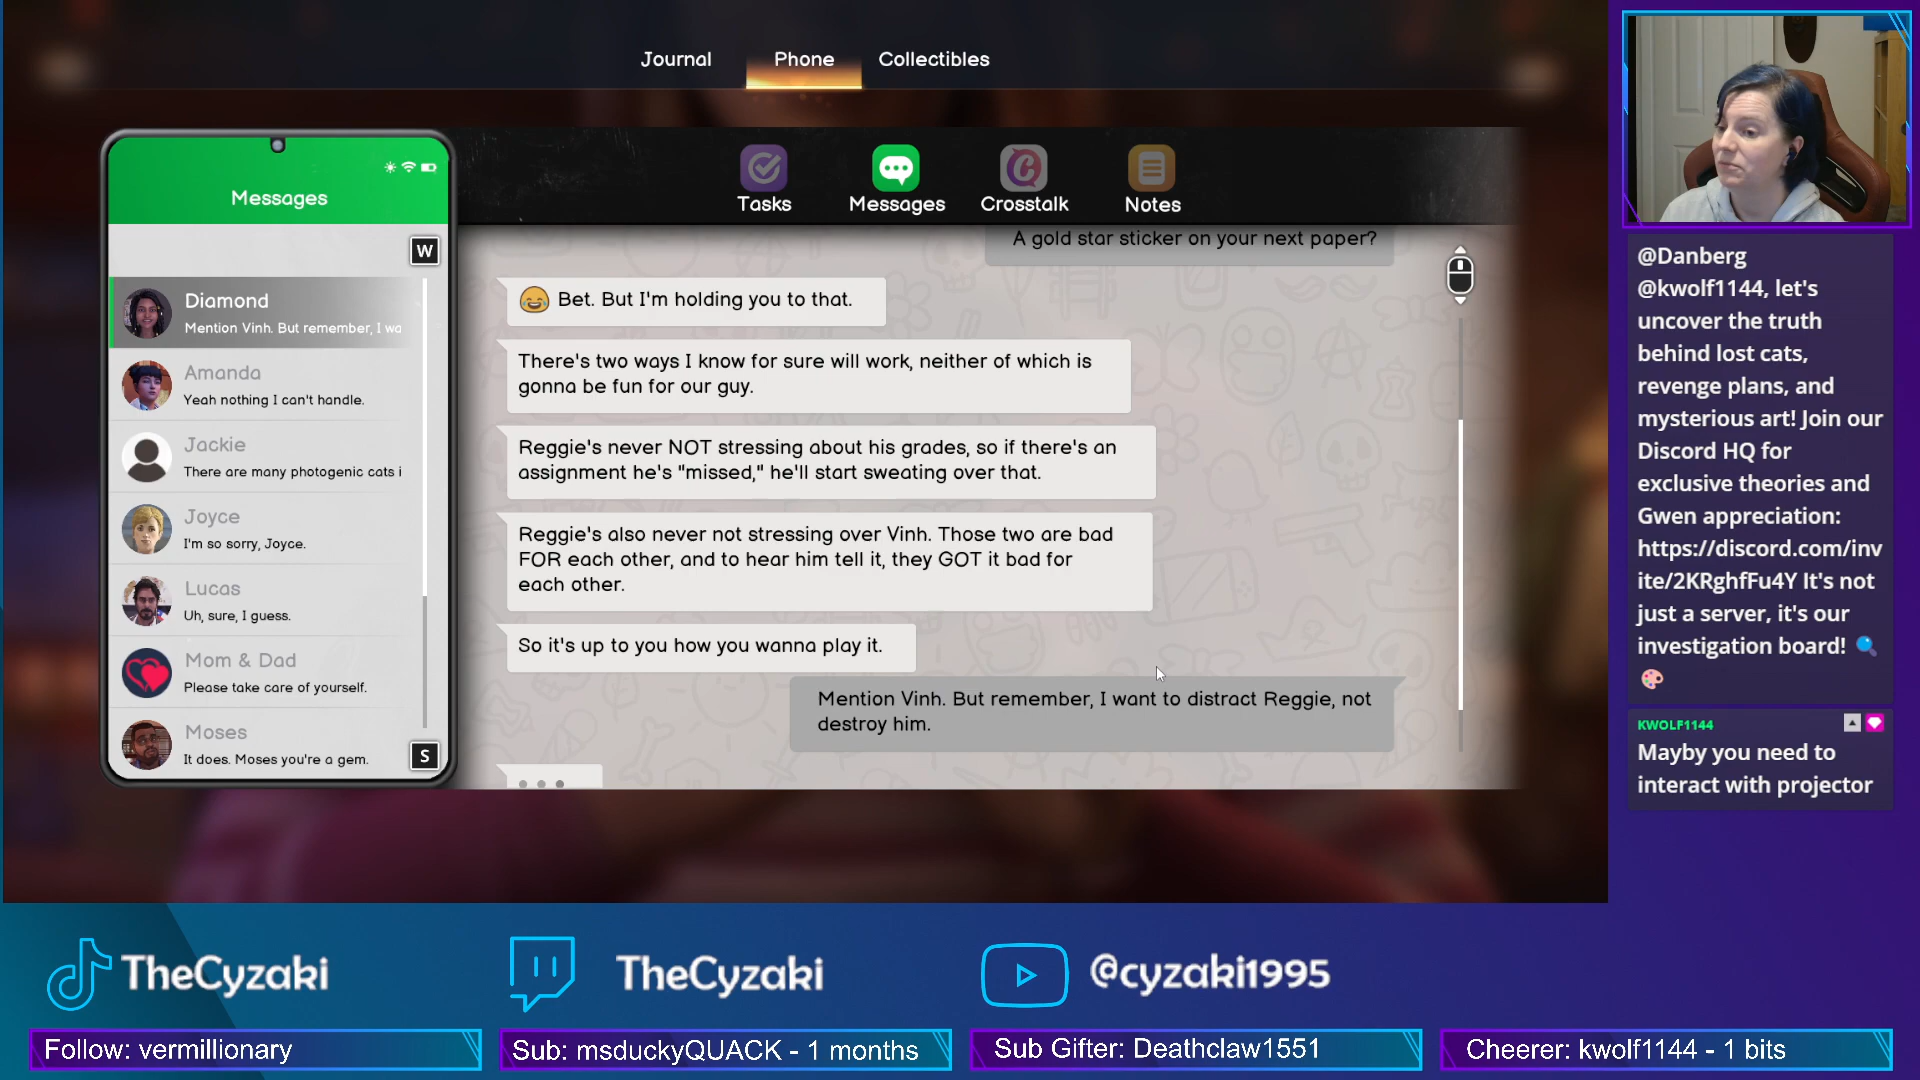 Journal
Phone
Collectibles
Messages
W
Diamond
Mention Vinh. But remember, I wa
Amanda
Yeah nothing I can't handle.
Jackie
There are many photogenic cats i
Joyce
I'm so sorry, Joyce.
Lucas
Uh, sure, I guess.
Mom & Dad
Please take care of yourself.
Moses
It does. Moses you're a gem.
S
Tasks
Messages
Crosstalk
Notes
A gold star sticker on your next paper?
😂 Bet. But I'm holding you to that.
There's two ways I know for sure will work, neither of which is
gonna be fun for our guy.
Reggie's never NOT stressing about his grades, so if there's an
assignment he's "missed," he'll start sweating over that.
Reggie's also never not stressing over Vinh. Those two are bad
FOR each other, and to hear him tell it, they GOT it bad for
each other.
So it's up to you how you wanna play it.
Mention Vinh. But remember, I want to distract Reggie, not
destroy him.
@Danberg
@kwolf1144, let's
uncover the truth
behind lost cats,
revenge plans, and
mysterious art! Join our
Discord HQ for
exclusive theories and
Gwen appreciation:
https://discord.com/inv
ite/2KRghfFu4Y It's not
just a server, it's our
investigation board! 🔍
🎨
KWOLF1144
Mayby you need to
interact with projector
TheCyzaki
TheCyzaki
@cyzaki1995
Follow: vermillionary
Sub: msduckyQUACK - 1 months
Sub Gifter: Deathclaw1551
Cheerer: kwolf1144 - 1 bits